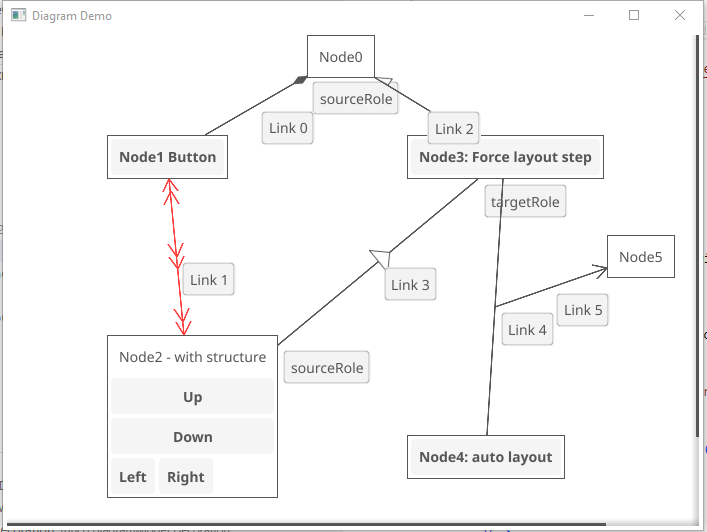 Diagram Demo
Node0
sourceRole
Link 0
Link 2
Node1 Button
Node3: Force layout step
targetRole
Node5
Link 1
Link 3
Link 5
Link 4
Node2 - with structure
sourceRole
Up
Down
Left Right
Node4: auto layout